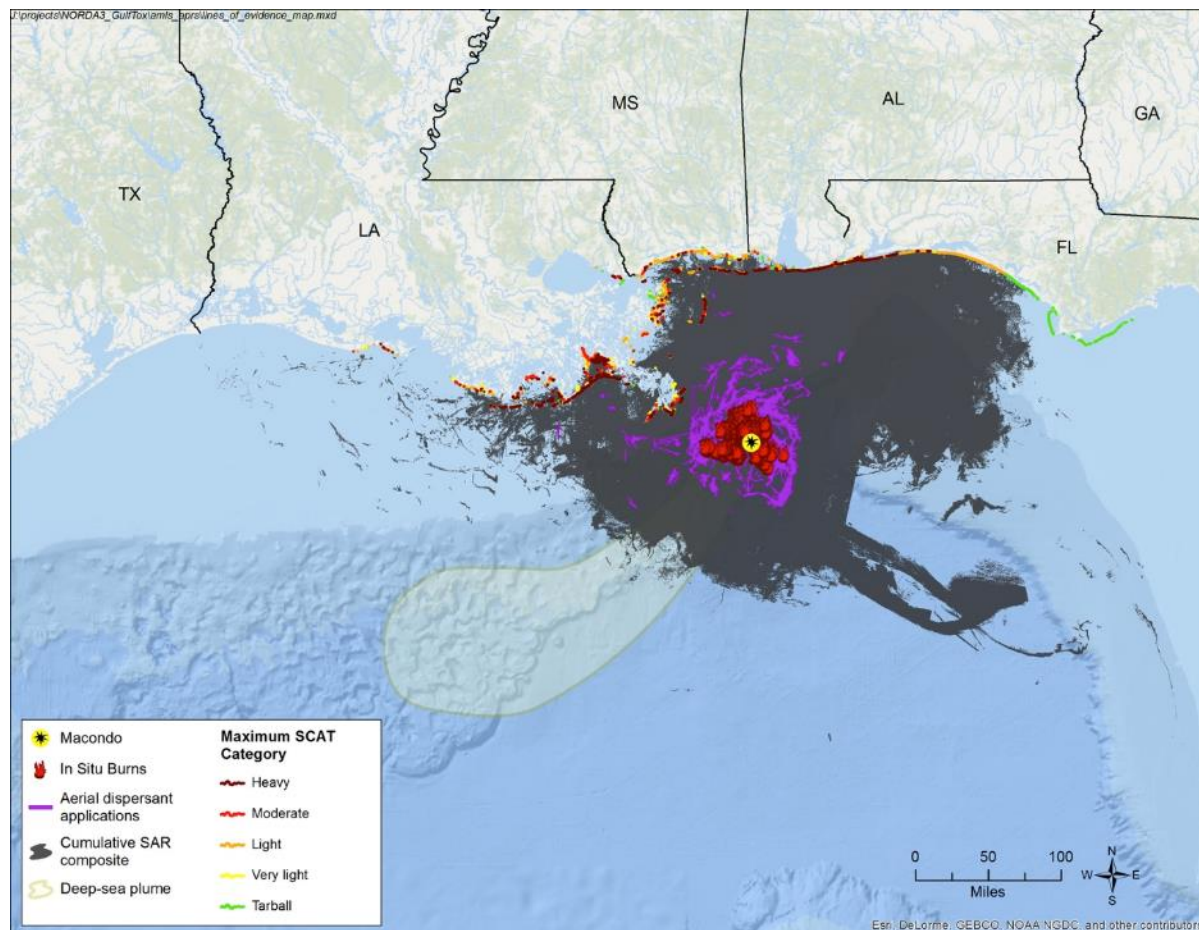 J:\projects\NORDA3_GulfTox\amls_aprs\lines_of_evidence_map.mxd
MS
AL
GA
TX
LA
FL
Macondo
In Situ Burns
Aerial dispersant
applications
Cumulative SAR
composite
Deep-sea plume
Maximum SCAT
Category
Heavy
Moderate
Light
Very light
Tarball
0 50 100
Miles
N
W E
S
Esri, DeLorme, GEBCO, NOAA NGDC, and other contributors